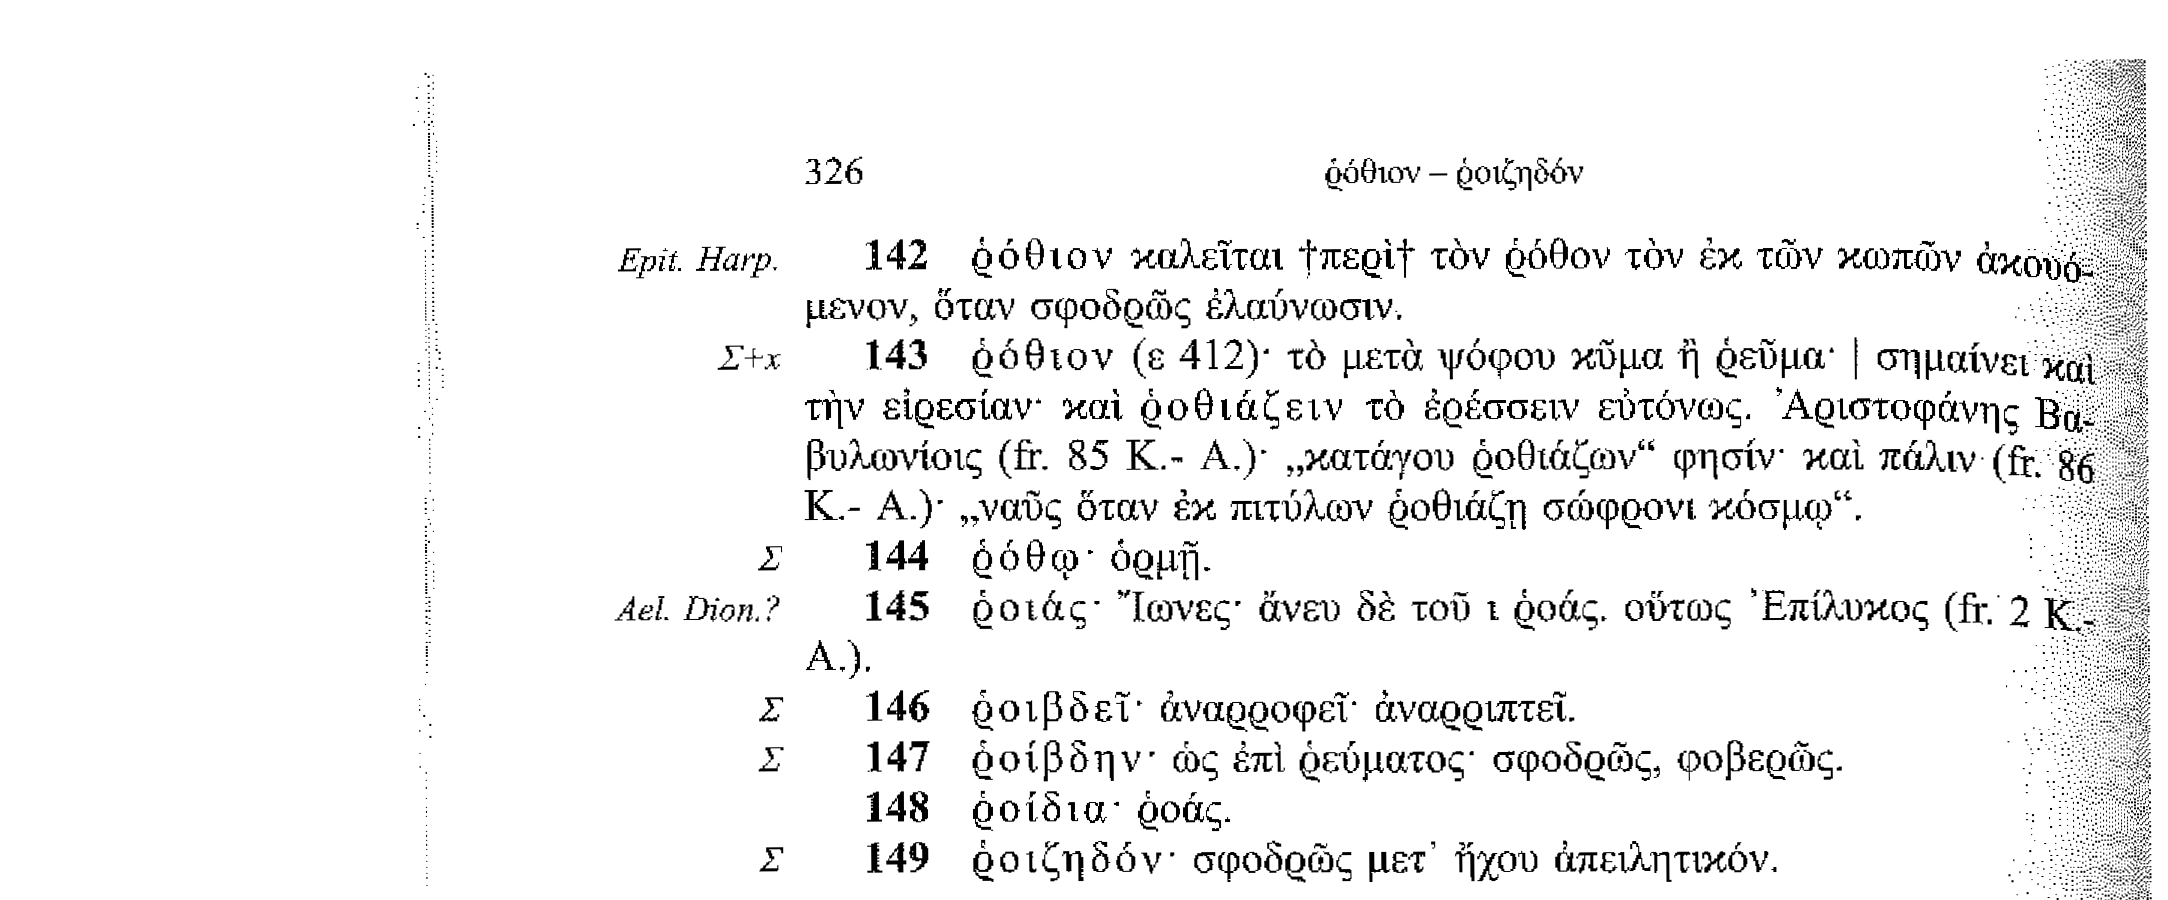 326 ῥόθιον – ῥοιζηδόν
Epit. Harp. 142 ῥόθιον καλεῖται †περὶ† τὸν ῥόθον τὸν ἐκ τῶν κωπῶν ἀκουό-
μενον, ὅταν σφοδρῶς ἐλαύνωσιν.
Σ+x 143 ῥόθιον (ε 412)· τὸ μετὰ ψόφου κῦμα ἢ ῥεῦμα· | σημαίνει καὶ
τὴν εἰρεσίαν· καὶ ῥοθιάζειν τὸ ἐρέσσειν εὐτόνως. Ἀριστοφάνης Βα-
βυλωνίοις (fr. 85 K.- A.)· „κατάγου ῥοθιάζων“ φησίν· καὶ πάλιν (fr. 86
K.- A.)· „ναῦς ὅταν ἐκ πιτύλων ῥοθιάζῃ σώφρονι κόσμῳ“.
Σ 144 ῥόθῳ· ὁρμῇ.
Ael. Dion.? 145 ῥοιάς· Ἴωνες· ἄνευ δὲ τοῦ ι ῥοάς. οὕτως Ἐπίλυκος (fr. 2 K.-
A.).
Σ 146 ῥοιβδεῖ· ἀναρροφεῖ· ἀναρριπτεῖ.
Σ 147 ῥοίβδην· ὡς ἐπὶ ῥεύματος· σφοδρῶς, φοβερῶς.
148 ῥοίδια· ῥοάς.
Σ 149 ῥοιζηδόν· σφοδρῶς μετ᾽ ἤχου ἀπειλητικόν.